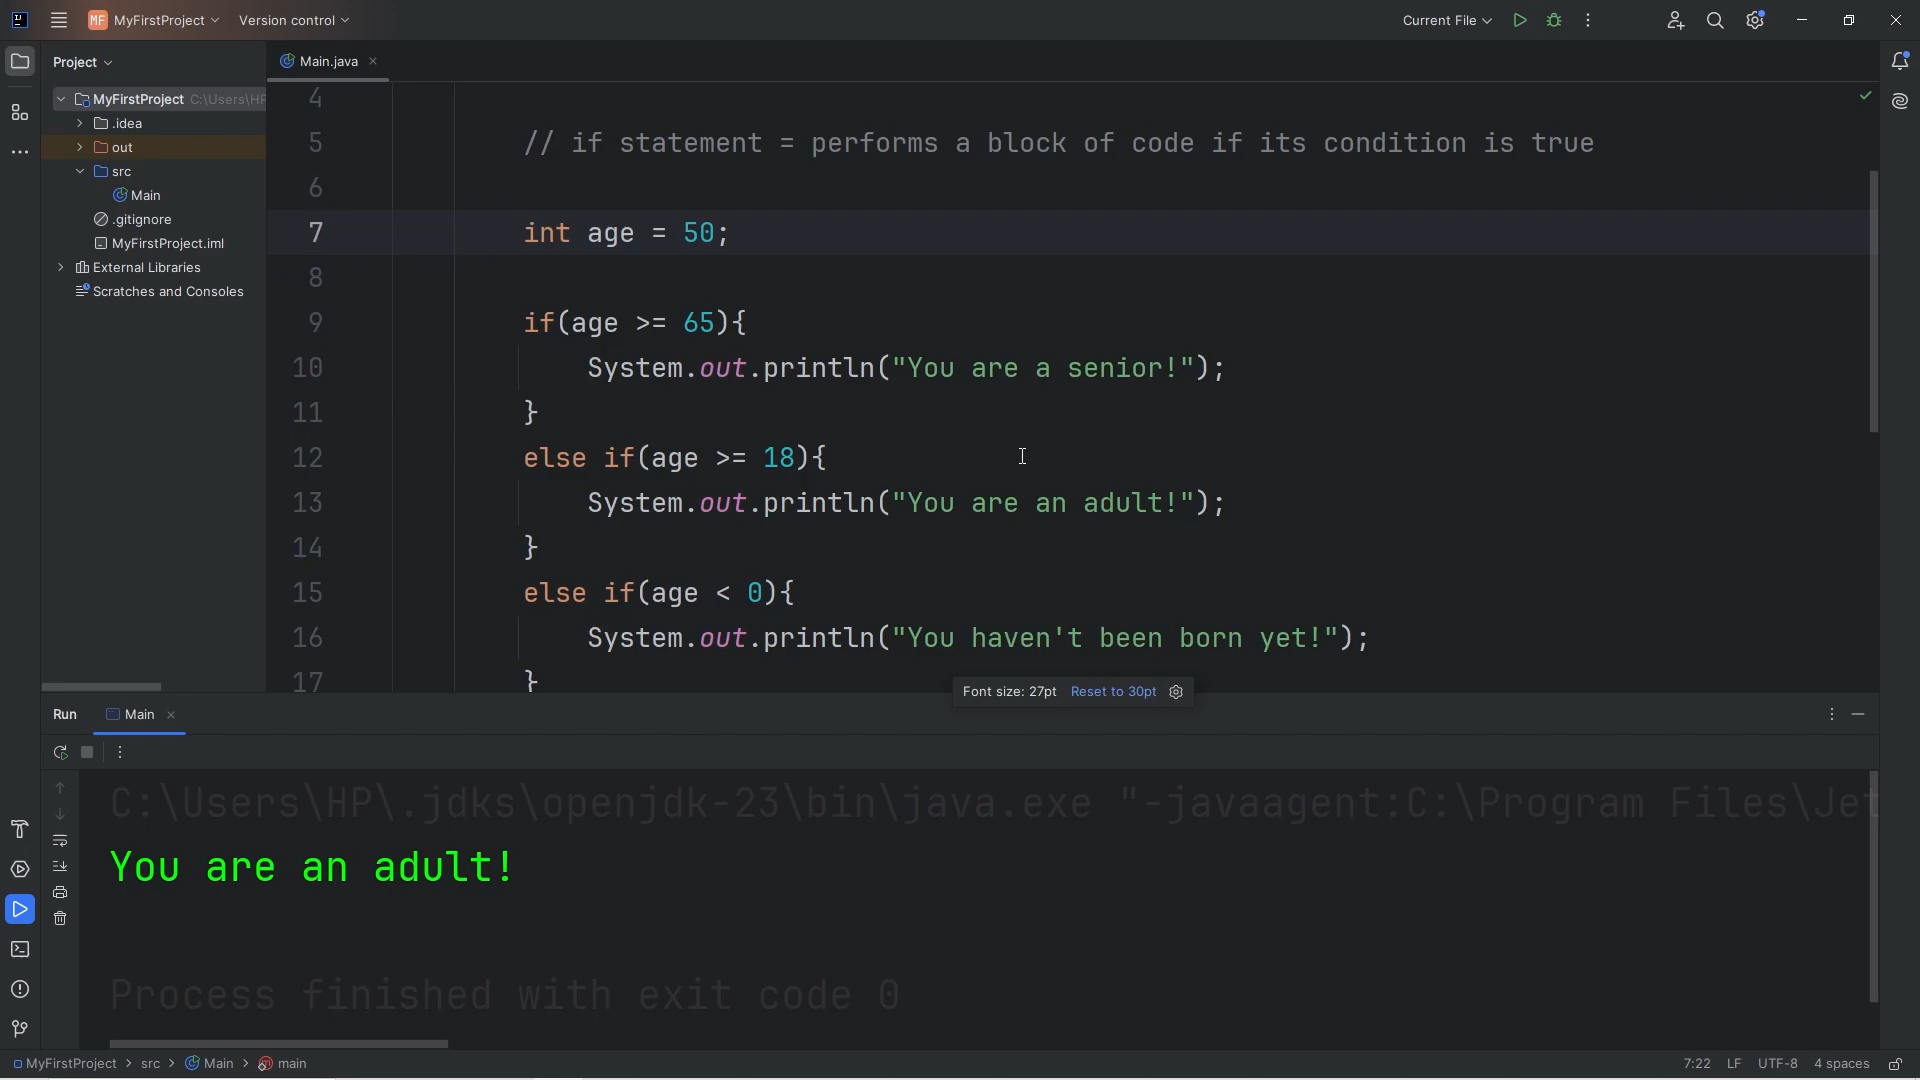 MF MyFirstProject Version control Current File
Project Main.java
MyFirstProject C:\Users\HP
.idea
out
src
Main
.gitignore
MyFirstProject.iml
External Libraries
Scratches and Consoles
4
5 // if statement = performs a block of code if its condition is true
6
7 int age = 50;
8
9 if(age >= 65){
10 System.out.println("You are a senior!");
11 }
12 else if(age >= 18){
13 System.out.println("You are an adult!");
14 }
15 else if(age < 0){
16 System.out.println("You haven't been born yet!");
17 }
Font size: 27pt Reset to 30pt
Run Main
C:\Users\HP\.jdks\openjdk-23\bin\java.exe "-javaagent:C:\Program Files\Jet
You are an adult!
Process finished with exit code 0
MyFirstProject > src > Main > main 7:22 LF UTF-8 4 spaces